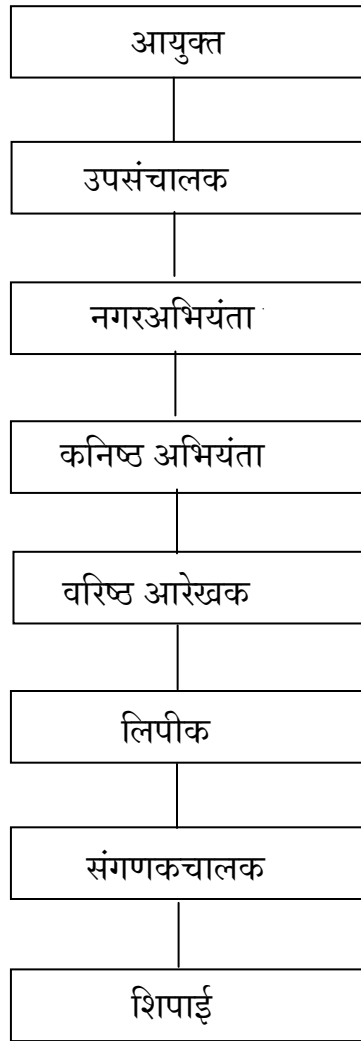 आयुक्त
उपसंचालक
नगरअभियंता
कनिष्ठ अभियंता
वरिष्ठ आरेखक
लिपीक
संगणकचालक
शिपाई